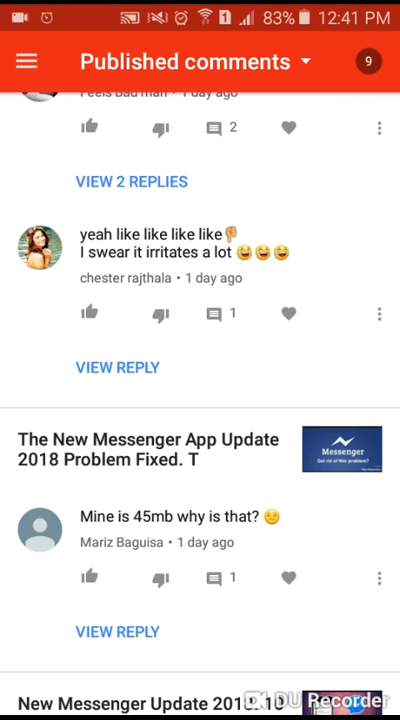 1 83% 12:41 PM
Published comments 9
Feels Bad man • 1 day ago
2
VIEW 2 REPLIES
yeah like like like like
I swear it irritates a lot
chester rajthala • 1 day ago
1
VIEW REPLY
The New Messenger App Update
2018 Problem Fixed. T
Messenger
Get rid of this problem?
Mine is 45mb why is that?
Mariz Baguisa • 1 day ago
1
VIEW REPLY
New Messenger Update 2018.
DU Recorder